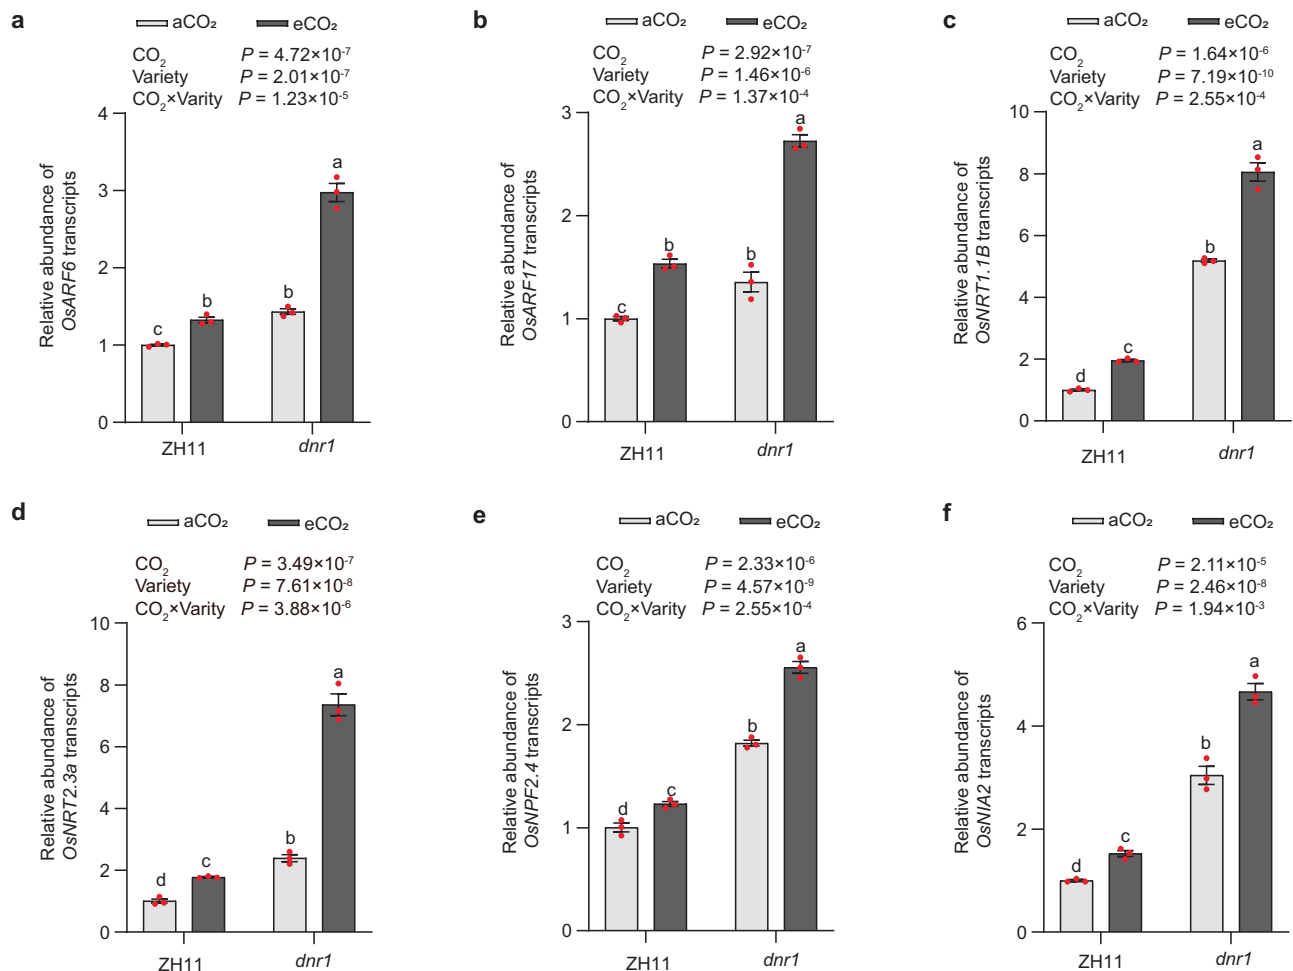 a
aCO₂ eCO₂
CO₂ P = 4.72×10⁻⁷
Variety P = 2.01×10⁻⁷
CO₂×Varity P = 1.23×10⁻⁵
Relative abundance of
OsARF6 transcripts
4
3
2
1
0
c b b a
ZH11 dnr1
b
aCO₂ eCO₂
CO₂ P = 2.92×10⁻⁷
Variety P = 1.46×10⁻⁶
CO₂×Varity P = 1.37×10⁻⁴
Relative abundance of
OsARF17 transcripts
3
2
1
0
c b b a
ZH11 dnr1
c
aCO₂ eCO₂
CO₂ P = 1.64×10⁻⁶
Variety P = 7.19×10⁻¹⁰
CO₂×Varity P = 2.55×10⁻⁴
Relative abundance of
OsNRT1.1B transcripts
10
8
6
4
2
0
d c b a
ZH11 dnr1
d
aCO₂ eCO₂
CO₂ P = 3.49×10⁻⁷
Variety P = 7.61×10⁻⁸
CO₂×Varity P = 3.88×10⁻⁶
Relative abundance of
OsNRT2.3a transcripts
10
8
6
4
2
0
d c b a
ZH11 dnr1
e
aCO₂ eCO₂
CO₂ P = 2.33×10⁻⁶
Variety P = 4.57×10⁻⁹
CO₂×Varity P = 2.55×10⁻⁴
Relative abundance of
OsNPF2.4 transcripts
3
2
1
0
d c b a
ZH11 dnr1
f
aCO₂ eCO₂
CO₂ P = 2.11×10⁻⁵
Variety P = 2.46×10⁻⁸
CO₂×Varity P = 1.94×10⁻³
Relative abundance of
OsNIA2 transcripts
6
4
2
0
d c b a
ZH11 dnr1